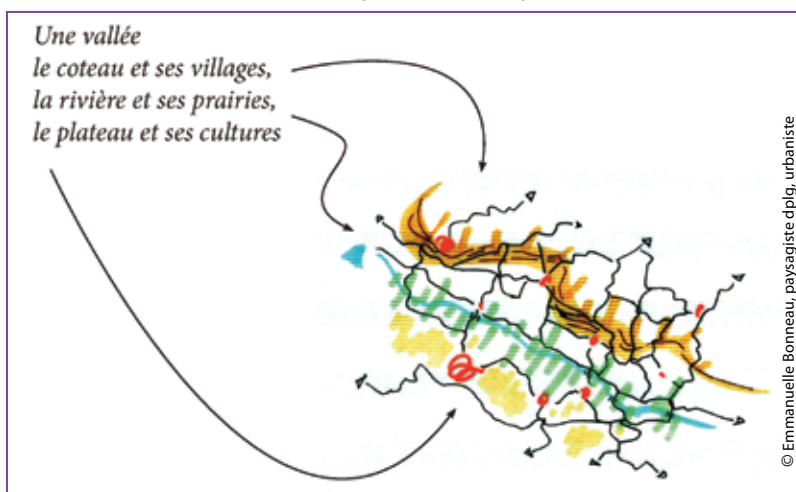 Une vallée
le coteau et ses villages,
la rivière et ses prairies,
le plateau et ses cultures
© Emmanuelle Bonneau, paysagiste dplg, urbaniste